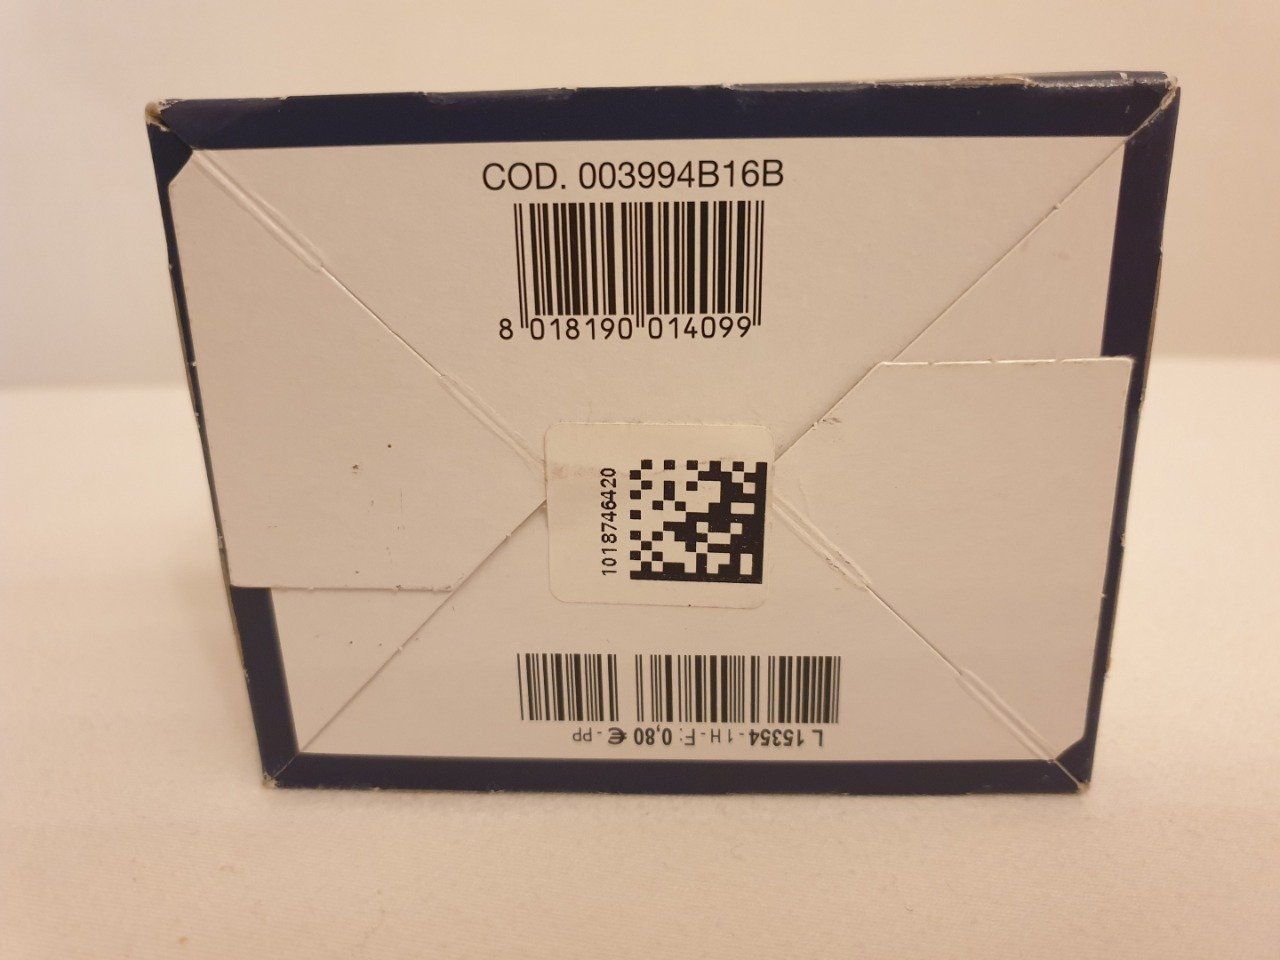 COD. 003994B16B
8 018190 014099
1018746420
L 15354 - 1H - F: 0,80 € - PP